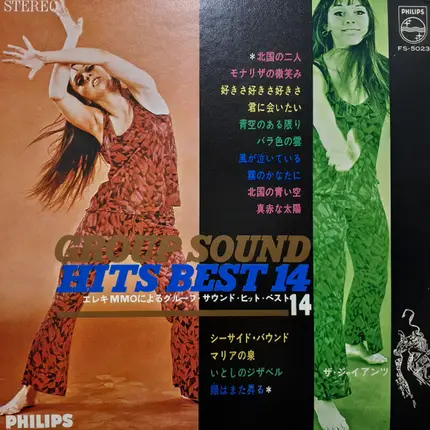 STEREO
PHILIPS
FS-5023
*北国の二人
モナリザの微笑み
好きさ好きさ好きさ
君に会いたい
青空のある限り
バラ色の雲
風が泣いている
霧のかなたに
北国の青い空
真赤な太陽
GROUP SOUND
HITS BEST 14
エレキMMOによるグループ・サウンド・ヒット・ベスト14
シーサイド・バウンド
マリアの泉
いとしのジザベル
陽はまた昇る*
ザ・ジーイアンツ
PHILIPS